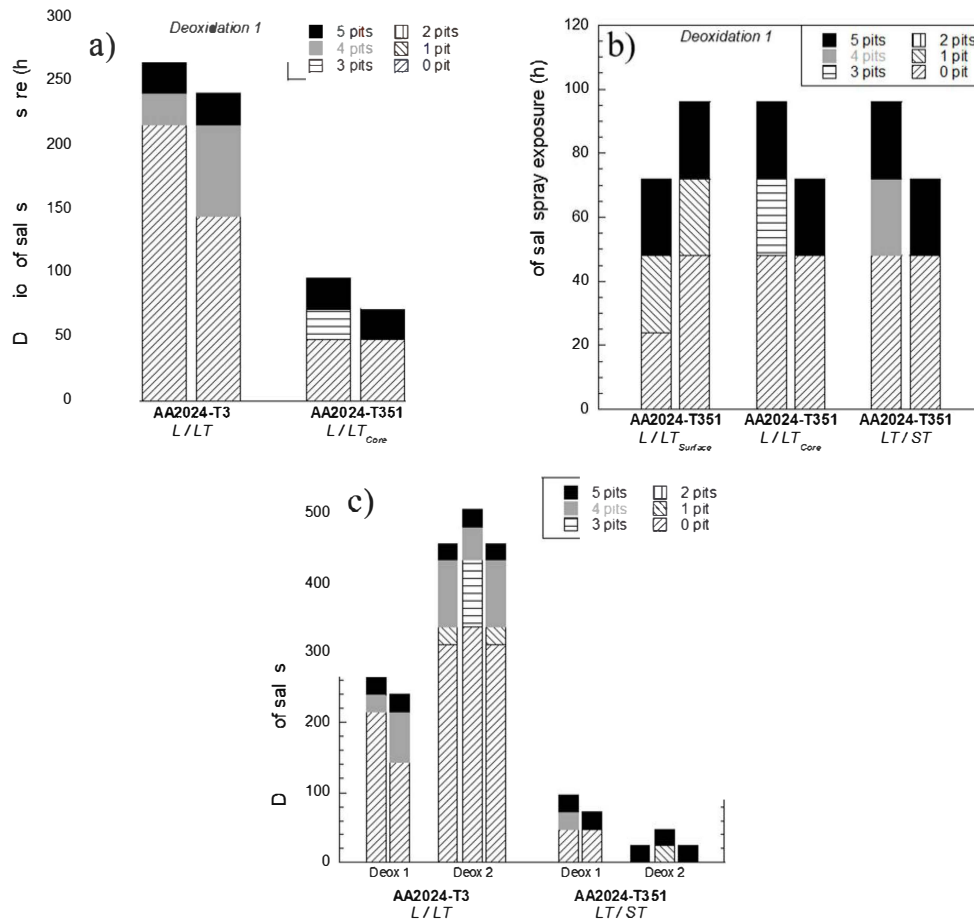 a)
Deoxidation 1
5 pits
2 pits
4 pits
1 pit
3 pits
0 pit
D io of sal s s re (h
300
250
200
150
100
50
0
AA2024-T3
L / LT
AA2024-T351
L / LT Core
b)
Deoxidation 1
5 pits
2 pits
4 pits
1 pit
3 pits
0 pit
of sal spray exposure (h)
120
100
80
60
40
20
0
AA2024-T351
L / LT Surface
AA2024-T351
L / LT Core
AA2024-T351
LT / ST
c)
5 pits
2 pits
4 pits
1 pit
3 pits
0 pit
D of sal s
500
400
300
200
100
0
Deox 1
Deox 2
Deox 1
Deox 2
AA2024-T3
L / LT
AA2024-T351
LT / ST